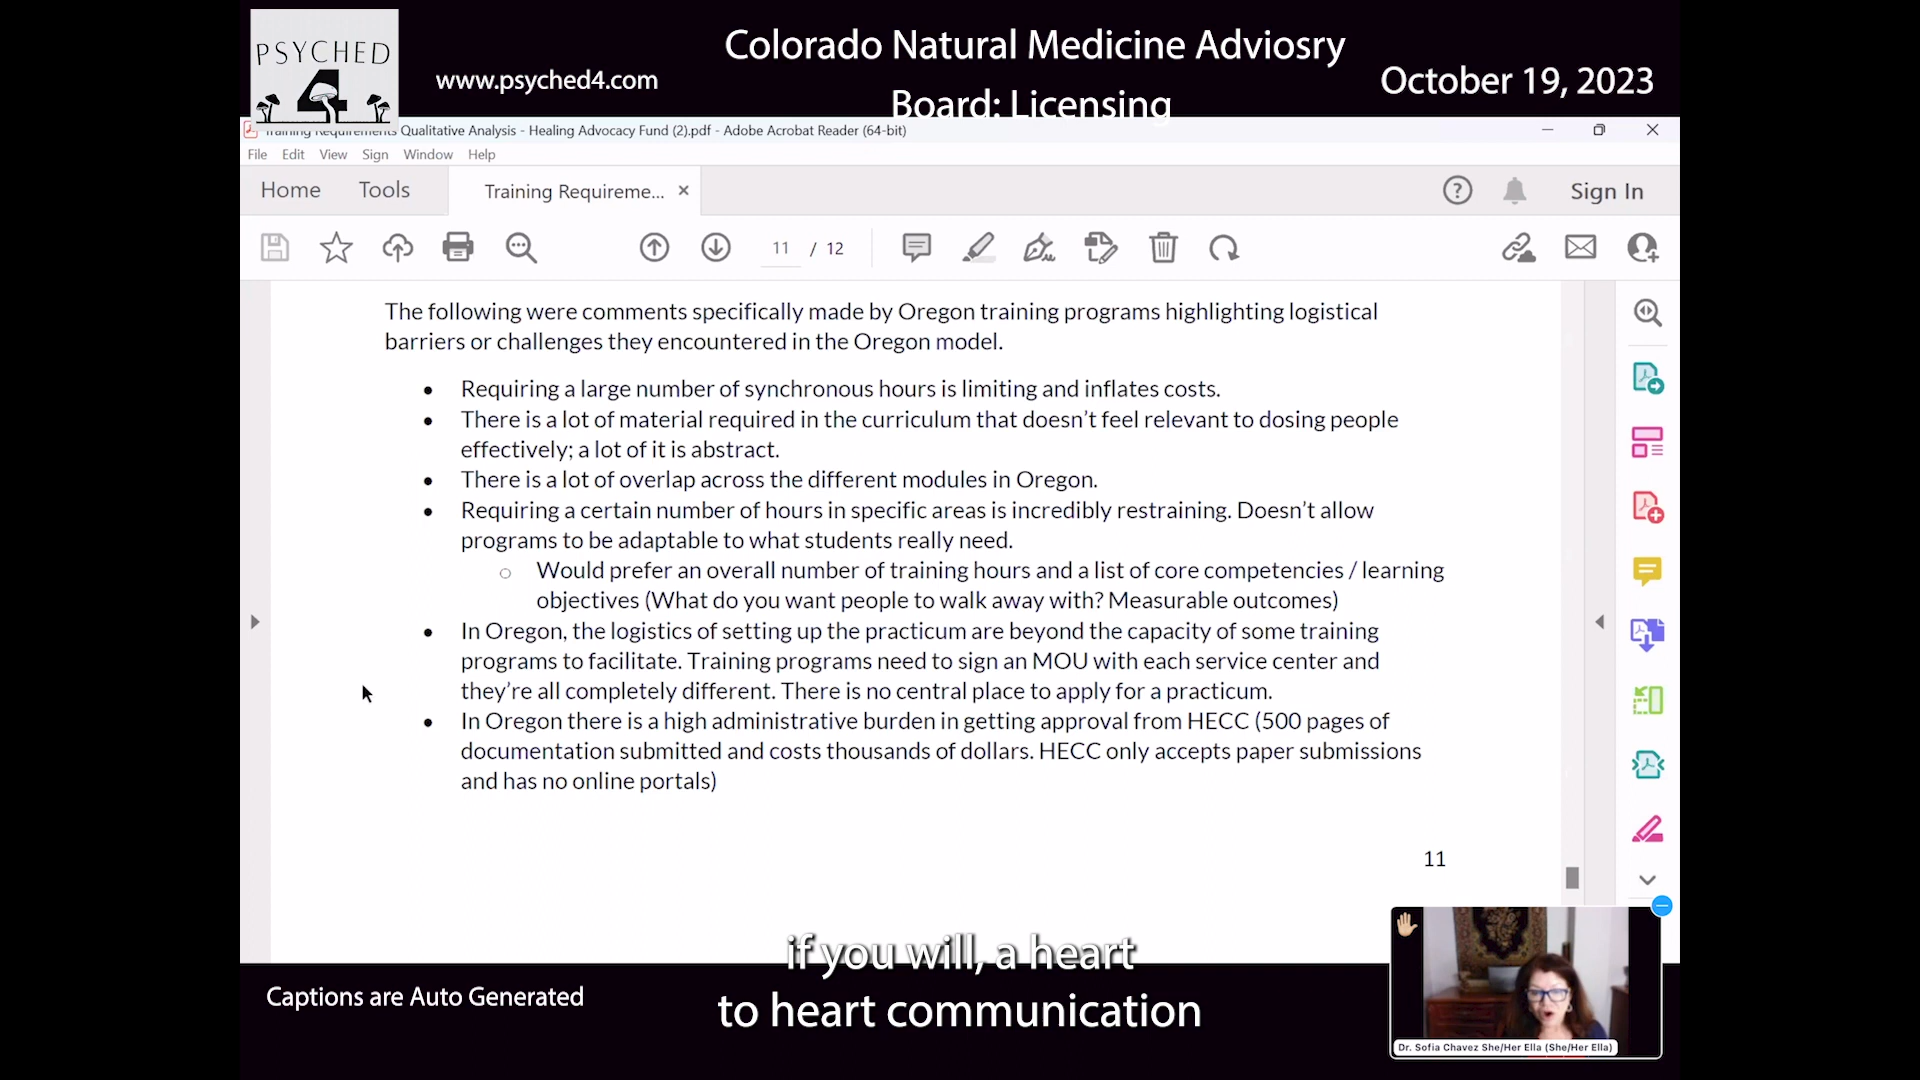 PSYCHED
4
www.psyched4.com
Colorado Natural Medicine Adviosry
Board: Licensing
October 19, 2023
Training Requirements Qualitative Analysis - Healing Advocacy Fund (2).pdf - Adobe Acrobat Reader (64-bit)
File Edit View Sign Window Help
Home Tools Training Requireme... × Sign In
11 / 12
The following were comments specifically made by Oregon training programs highlighting logistical
barriers or challenges they encountered in the Oregon model.
• Requiring a large number of synchronous hours is limiting and inflates costs.
• There is a lot of material required in the curriculum that doesn’t feel relevant to dosing people
effectively; a lot of it is abstract.
• There is a lot of overlap across the different modules in Oregon.
• Requiring a certain number of hours in specific areas is incredibly restraining. Doesn’t allow
programs to be adaptable to what students really need.
○ Would prefer an overall number of training hours and a list of core competencies / learning
objectives (What do you want people to walk away with? Measurable outcomes)
• In Oregon, the logistics of setting up the practicum are beyond the capacity of some training
programs to facilitate. Training programs need to sign an MOU with each service center and
they’re all completely different. There is no central place to apply for a practicum.
• In Oregon there is a high administrative burden in getting approval from HECC (500 pages of
documentation submitted and costs thousands of dollars. HECC only accepts paper submissions
and has no online portals)
11
if you will, a heart
to heart communication
Captions are Auto Generated
Dr. Sofia Chavez She/Her Ella (She/Her Ella)